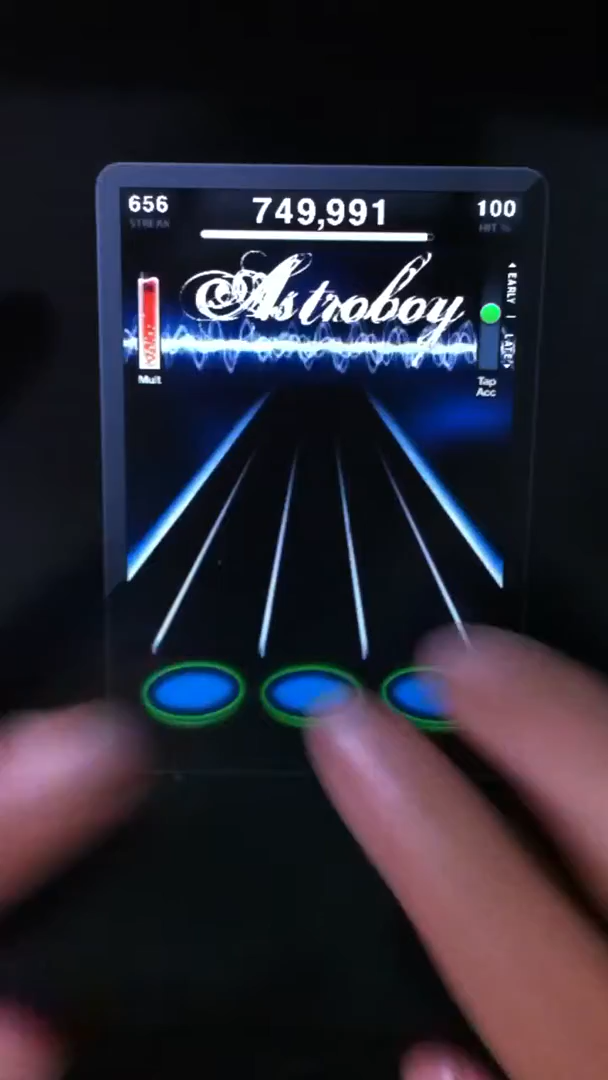 656 749,991 100
STREAK HIT %
Astroboy
EARLY | LATE
Mult
Tap
Acc